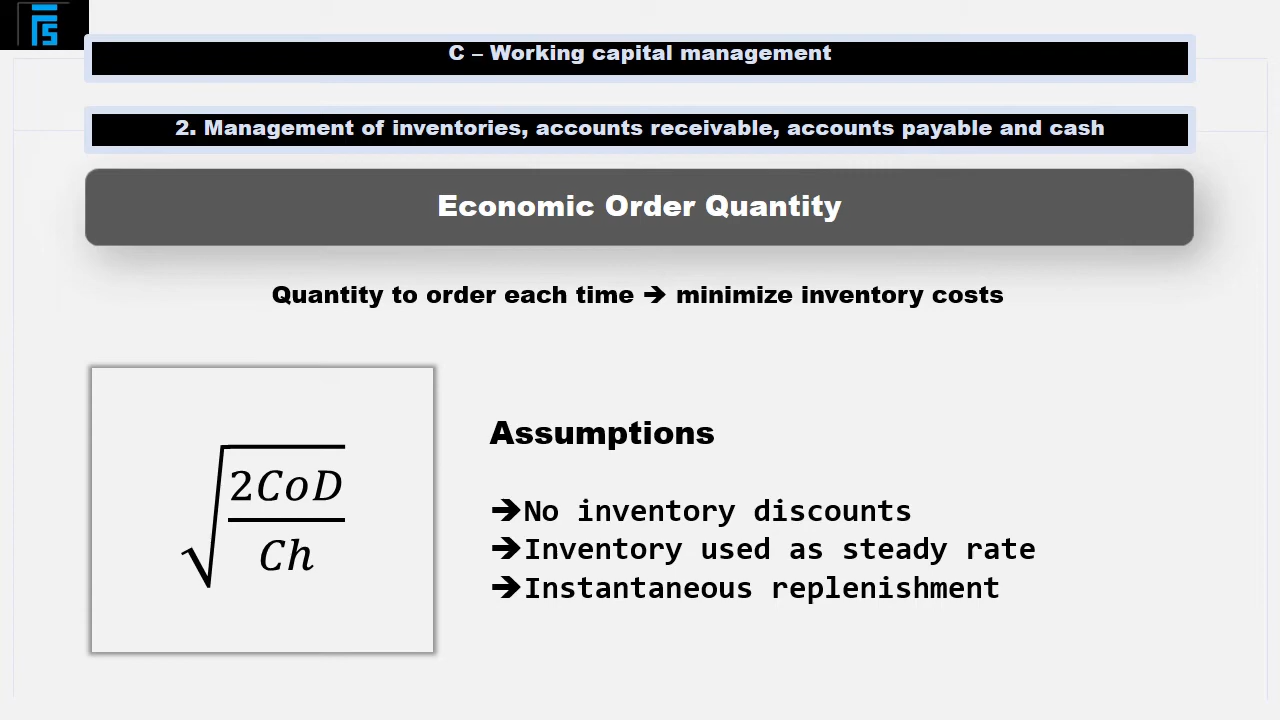 C – Working capital management
2. Management of inventories, accounts receivable, accounts payable and cash
Economic Order Quantity
Quantity to order each time ➔ minimize inventory costs
√(2CoD / Ch)
Assumptions
➔No inventory discounts
➔Inventory used as steady rate
➔Instantaneous replenishment